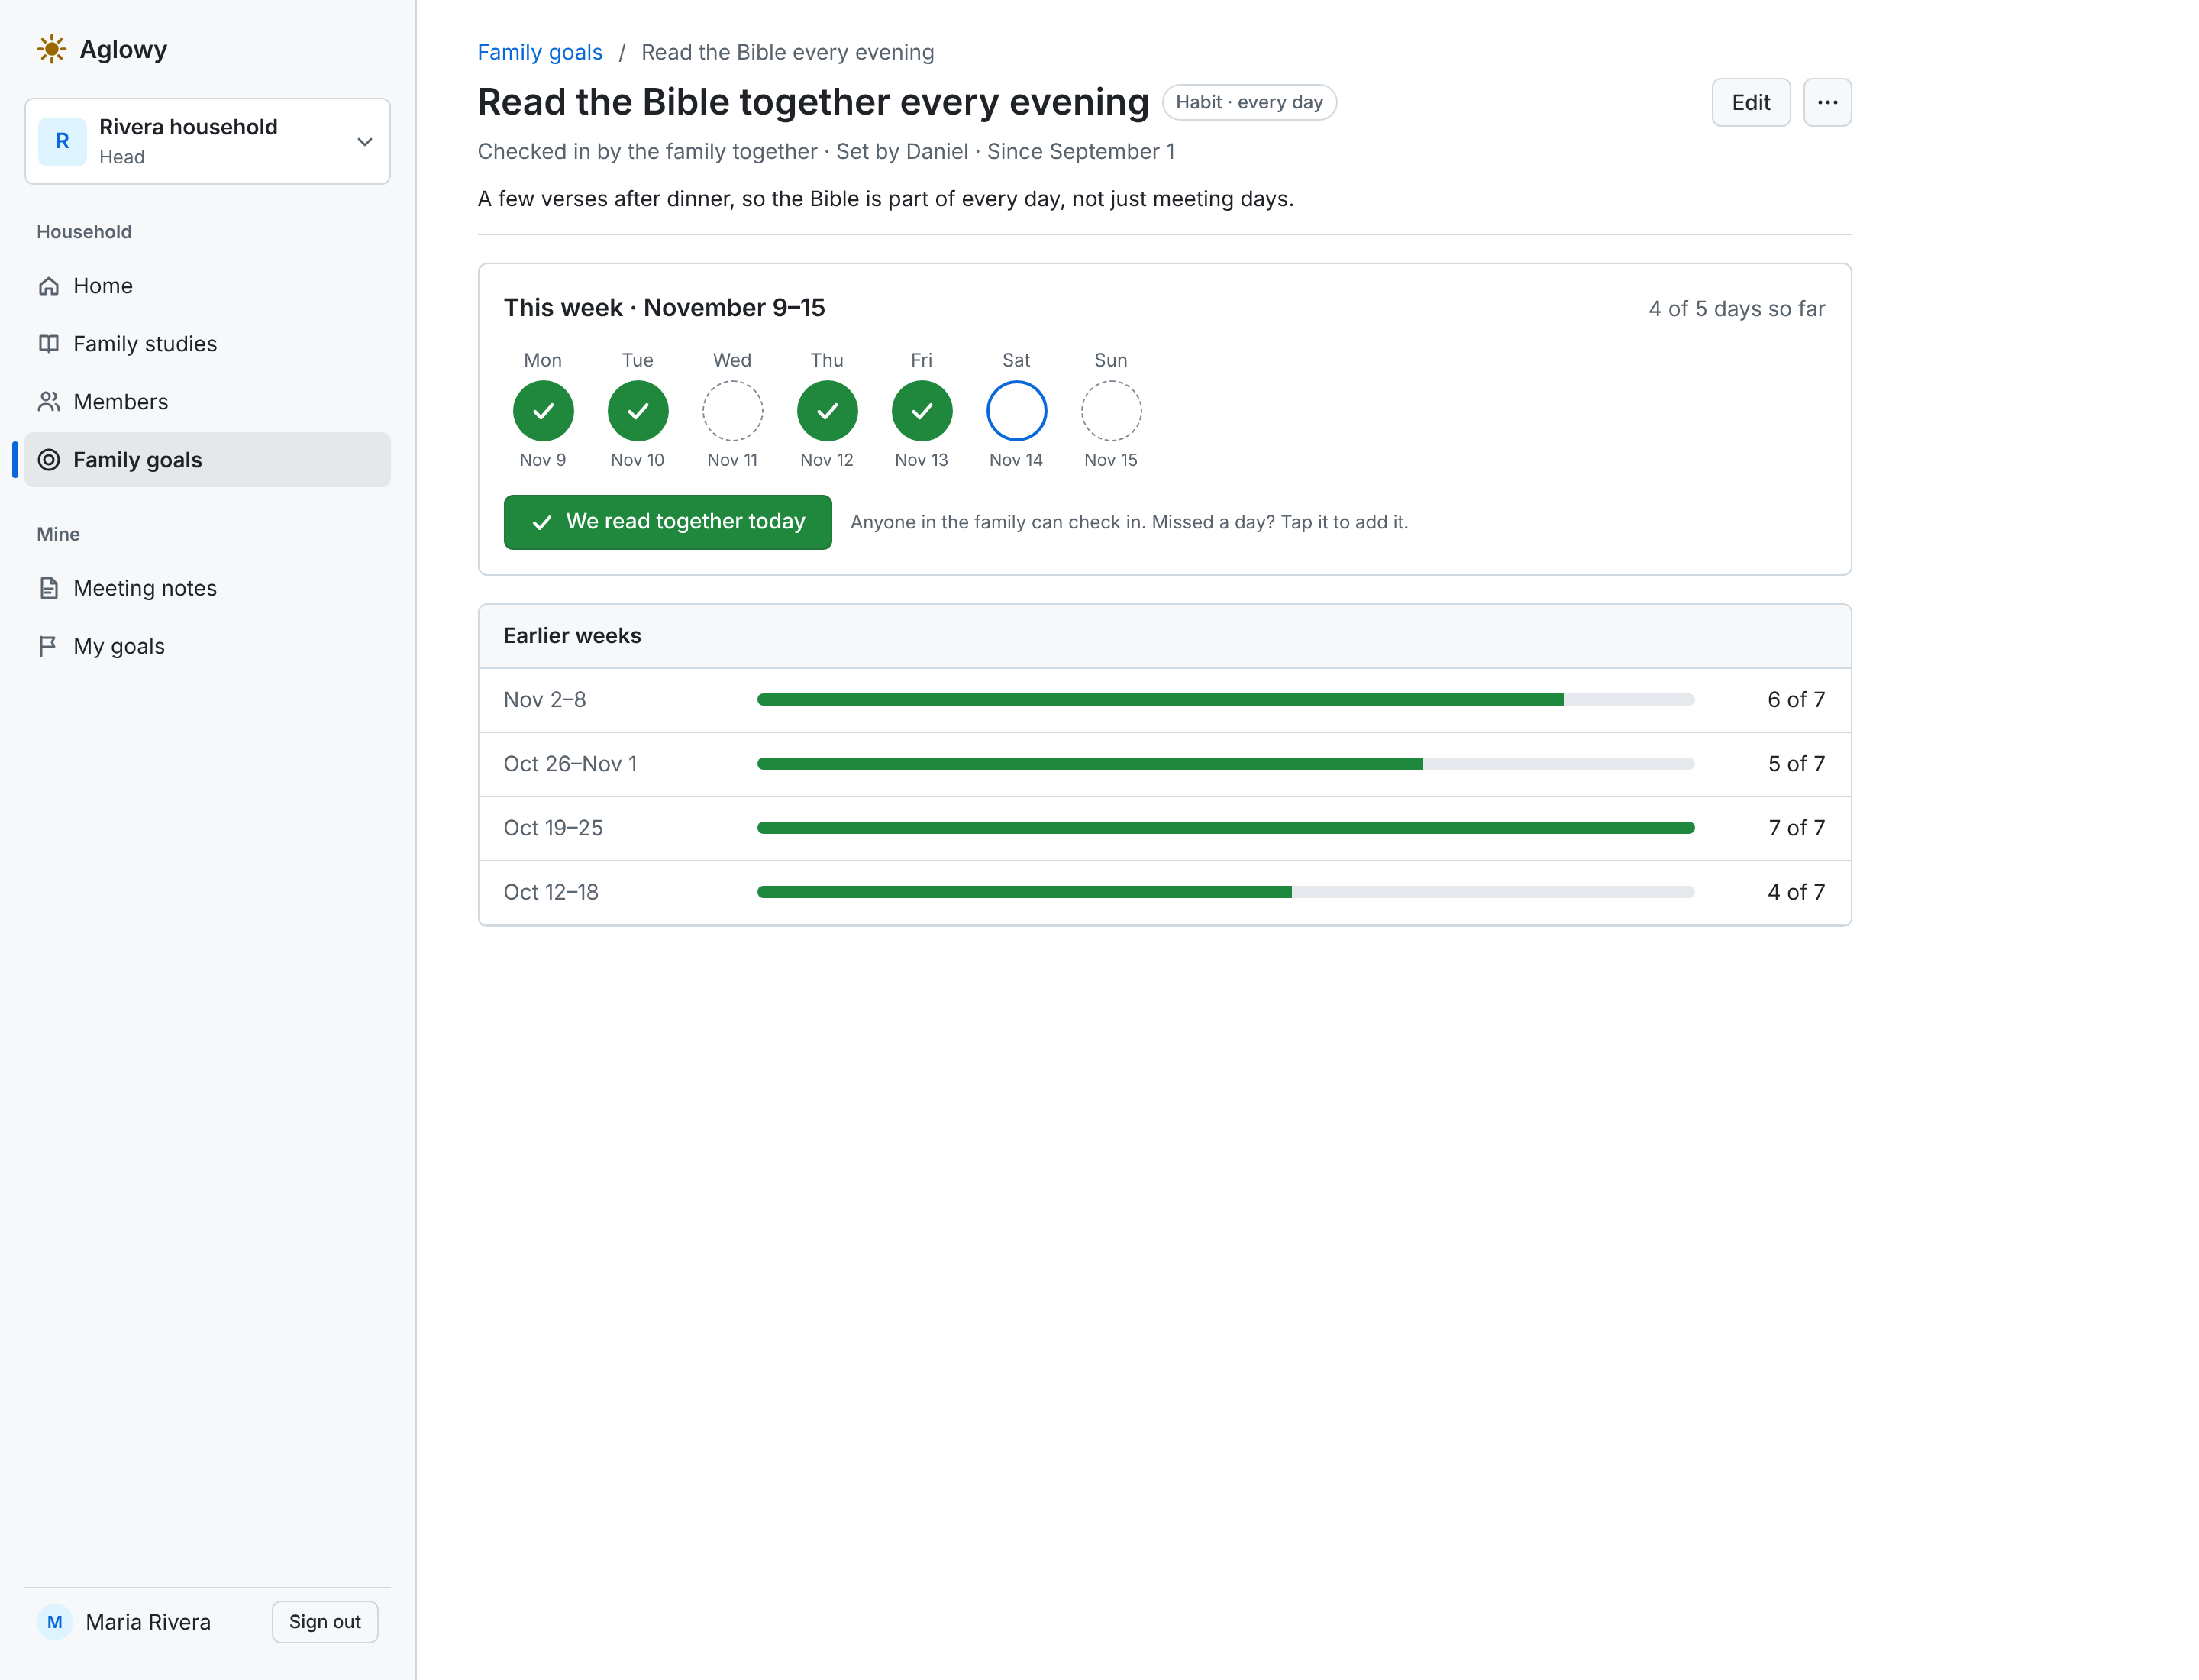 Aglowy
R
Rivera household
Head
Household
Home
Family studies
Members
Family goals
Mine
Meeting notes
My goals
M
Maria Rivera
Sign out
Family goals / Read the Bible every evening
Read the Bible together every evening
Habit · every day
Edit
Checked in by the family together · Set by Daniel · Since September 1
A few verses after dinner, so the Bible is part of every day, not just meeting days.
This week · November 9–15
4 of 5 days so far
Mon Tue Wed Thu Fri Sat Sun
Nov 9 Nov 10 Nov 11 Nov 12 Nov 13 Nov 14 Nov 15
We read together today
Anyone in the family can check in. Missed a day? Tap it to add it.
Earlier weeks
Nov 2–8 6 of 7
Oct 26–Nov 1 5 of 7
Oct 19–25 7 of 7
Oct 12–18 4 of 7